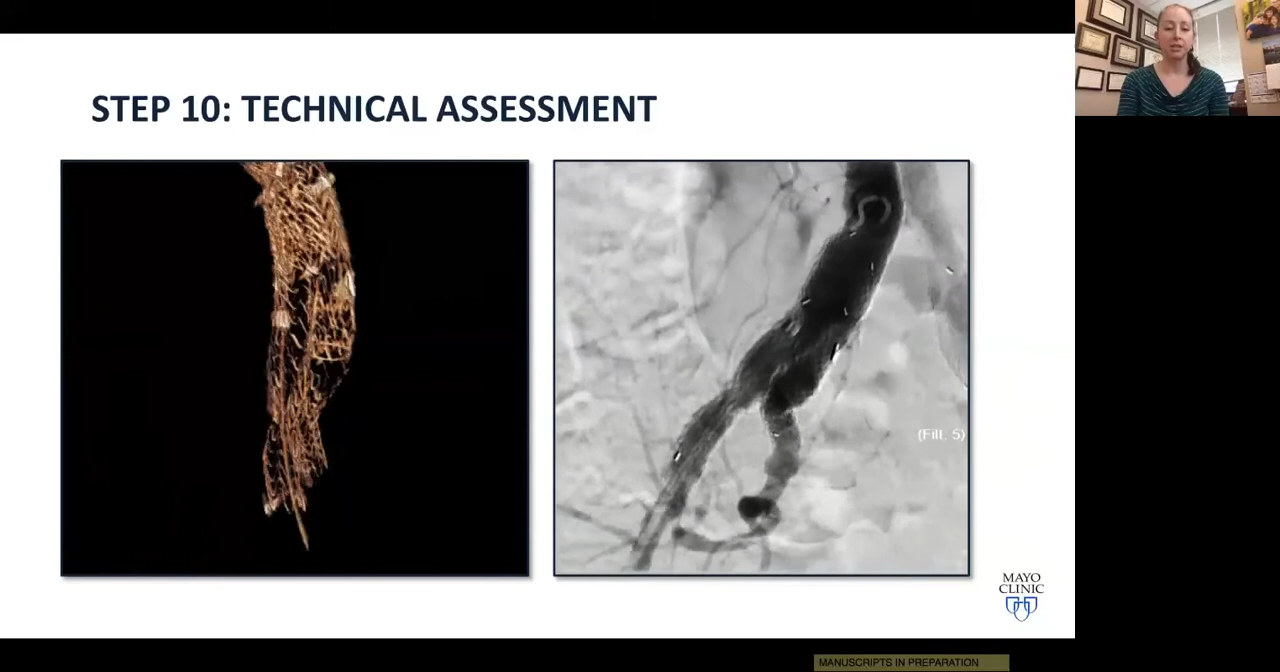 STEP 10: TECHNICAL ASSESSMENT
(Filt. 5)
MAYO
CLINIC
MANUSCRIPTS IN PREPARATION